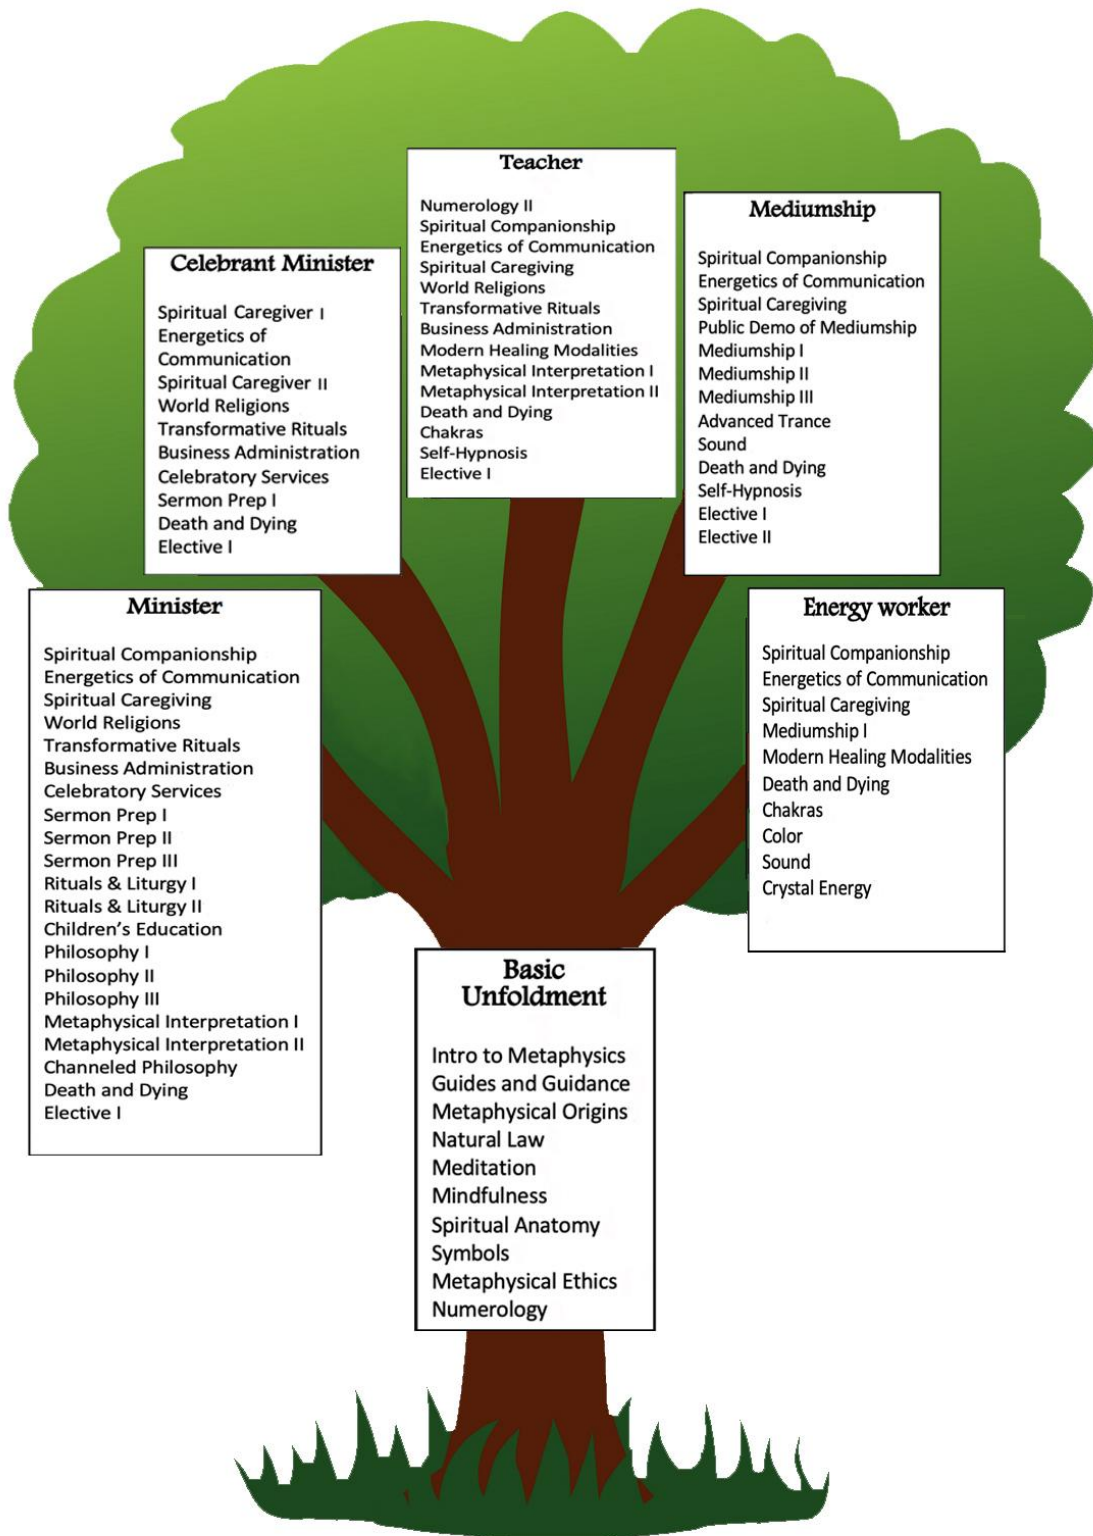 Teacher
Numerology II
Spiritual Companionship
Energetics of Communication
Spiritual Caregiving
World Religions
Transformative Rituals
Business Administration
Modern Healing Modalities
Metaphysical Interpretation I
Metaphysical Interpretation II
Death and Dying
Chakras
Self-Hypnosis
Elective I
Mediumship
Spiritual Companionship
Energetics of Communication
Spiritual Caregiving
Public Demo of Mediumship
Mediumship I
Mediumship II
Mediumship III
Advanced Trance
Sound
Death and Dying
Self-Hypnosis
Elective I
Elective II
Celebrant Minister
Spiritual Caregiver I
Energetics of
Communication
Spiritual Caregiver II
World Religions
Transformative Rituals
Business Administration
Celebratory Services
Sermon Prep I
Death and Dying
Elective I
Minister
Spiritual Companionship
Energetics of Communication
Spiritual Caregiving
World Religions
Transformative Rituals
Business Administration
Celebratory Services
Sermon Prep I
Sermon Prep II
Sermon Prep III
Rituals & Liturgy I
Rituals & Liturgy II
Children’s Education
Philosophy I
Philosophy II
Philosophy III
Metaphysical Interpretation I
Metaphysical Interpretation II
Channeled Philosophy
Death and Dying
Elective I
Energy worker
Spiritual Companionship
Energetics of Communication
Spiritual Caregiving
Mediumship I
Modern Healing Modalities
Death and Dying
Chakras
Color
Sound
Crystal Energy
Basic
Unfoldment
Intro to Metaphysics
Guides and Guidance
Metaphysical Origins
Natural Law
Meditation
Mindfulness
Spiritual Anatomy
Symbols
Metaphysical Ethics
Numerology